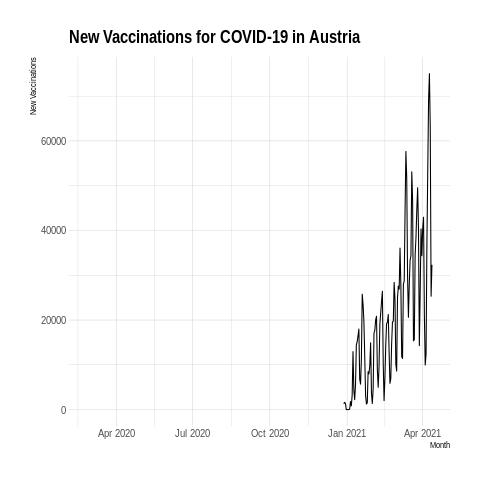 New Vaccinations for COVID-19 in Austria
New Vaccinations
60000
40000
20000
0
Apr 2020 Jul 2020 Oct 2020 Jan 2021 Apr 2021
Month